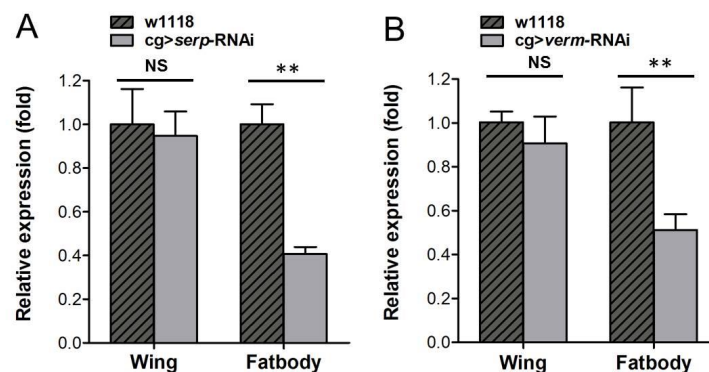 A
w1118
cg>serp-RNAi
NS
**
Relative expression (fold)
1.2
1.0
0.8
0.6
0.4
0.2
0.0
Wing
Fatbody
B
w1118
cg>verm-RNAi
NS
**
Relative expression (fold)
1.2
1.0
0.8
0.6
0.4
0.2
0.0
Wing
Fatbody